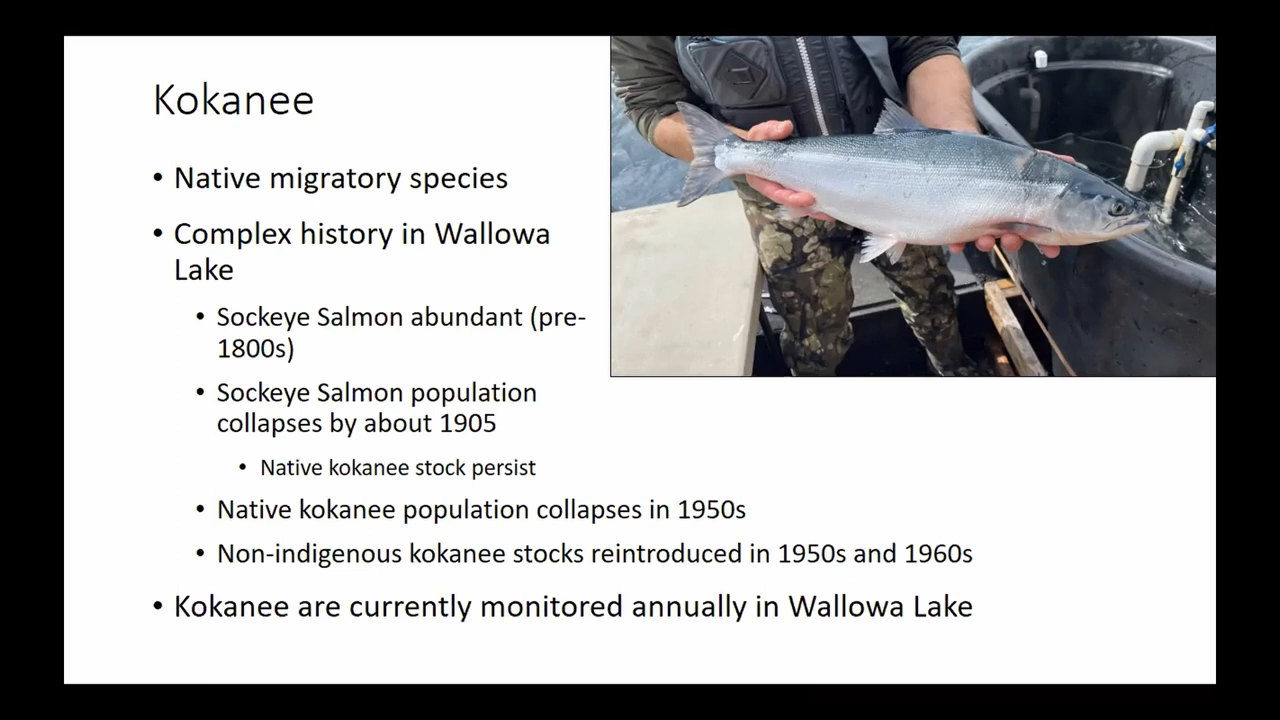 Kokanee
• Native migratory species
• Complex history in Wallowa
Lake
• Sockeye Salmon abundant (pre-
1800s)
• Sockeye Salmon population
collapses by about 1905
• Native kokanee stock persist
• Native kokanee population collapses in 1950s
• Non-indigenous kokanee stocks reintroduced in 1950s and 1960s
• Kokanee are currently monitored annually in Wallowa Lake